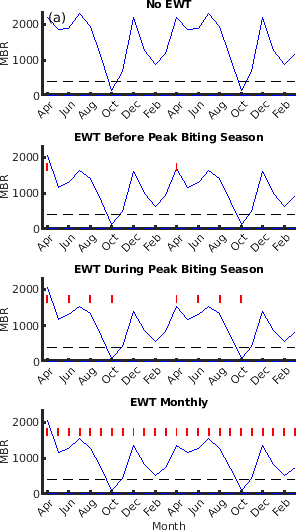 No EWT
(a)
2000
1000
0
MBR
Apr Jun Aug Oct Dec Feb Apr Jun Aug Oct Dec Feb
EWT Before Peak Biting Season
2000
1000
0
MBR
Apr Jun Aug Oct Dec Feb Apr Jun Aug Oct Dec Feb
EWT During Peak Biting Season
2000
1000
0
MBR
Apr Jun Aug Oct Dec Feb Apr Jun Aug Oct Dec Feb
EWT Monthly
2000
1000
0
MBR
Apr Jun Aug Oct Dec Feb Apr Jun Aug Oct Dec Feb
Month